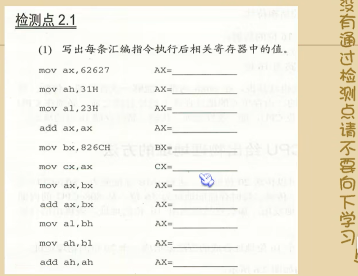 检测点 2.1
(1) 写出每条汇编指令执行后相关寄存器中的值。
mov ax,62627 AX=
mov ah,31H AX=
mov al,23H AX=
add ax,ax AX=
mov bx,826CH BX=
mov cx,ax CX=
mov ax,bx AX=
add ax,bx AX=
mov al,bh AX=
mov ah,bl AX=
add ah,ah AX=
没有通过检测点请不要向下学习